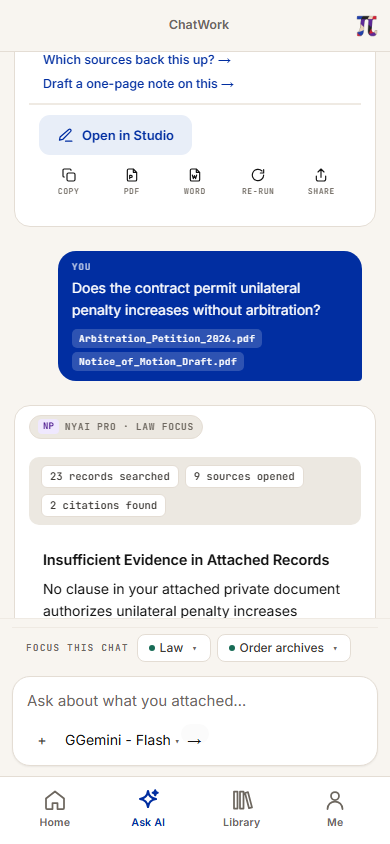 ChatWork
Which sources back this up? →
Draft a one-page note on this →
Open in Studio
COPY PDF WORD RE-RUN SHARE
YOU
Does the contract permit unilateral
penalty increases without arbitration?
Arbitration_Petition_2026.pdf
Notice_of_Motion_Draft.pdf
NP NYAI PRO · LAW FOCUS
23 records searched 9 sources opened
2 citations found
Insufficient Evidence in Attached Records
No clause in your attached private document
authorizes unilateral penalty increases
FOCUS THIS CHAT Law Order archives
Ask about what you attached...
+ GGemini - Flash →
Home Ask AI Library Me